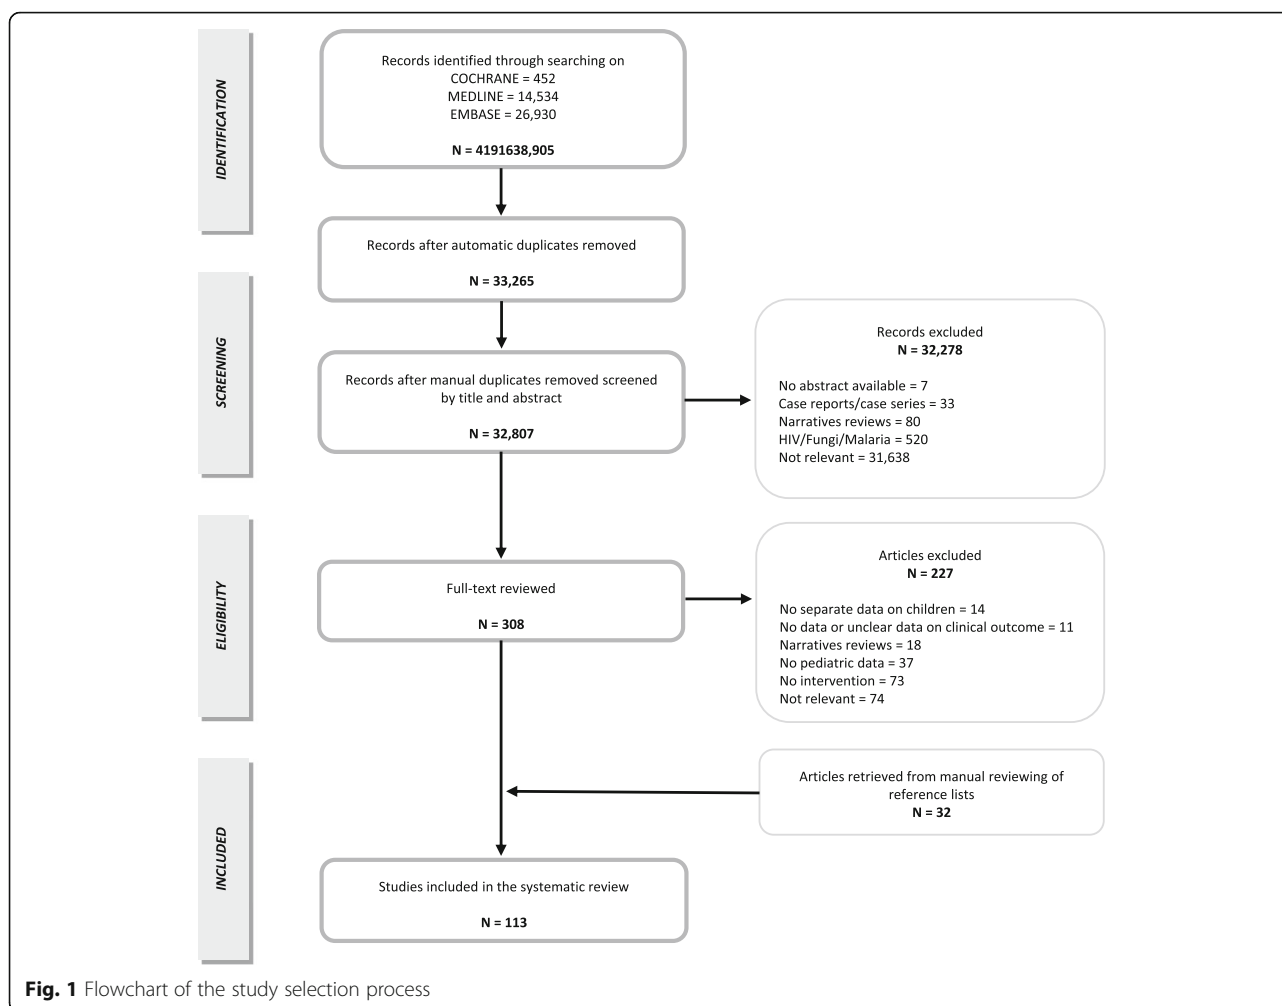 IDENTIFICATION
Records identified through searching on
COCHRANE = 452
MEDLINE = 14,534
EMBASE = 26,930
N = 4191638,905
Records after automatic duplicates removed
N = 33,265
SCREENING
Records after manual duplicates removed screened
by title and abstract
N = 32,807
Records excluded
N = 32,278
No abstract available = 7
Case reports/case series = 33
Narratives reviews = 80
HIV/Fungi/Malaria = 520
Not relevant = 31,638
ELIGIBILITY
Full-text reviewed
N = 308
Articles excluded
N = 227
No separate data on children = 14
No data or unclear data on clinical outcome = 11
Narratives reviews = 18
No pediatric data = 37
No intervention = 73
Not relevant = 74
Articles retrieved from manual reviewing of
reference lists
N = 32
INCLUDED
Studies included in the systematic review
N = 113
Fig. 1 Flowchart of the study selection process